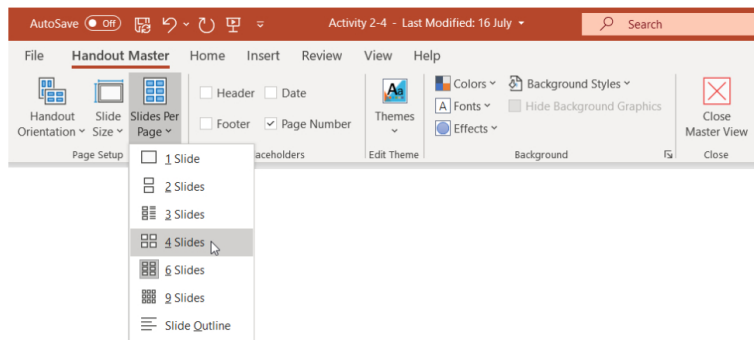 AutoSave Off Activity 2-4 - Last Modified: 16 July Search
File Handout Master Home Insert Review View Help
Handout Orientation
Slide Size
Slides Per Page
Page Setup
Header Date
Footer Page Number
aceholders
Aa
Themes
Edit Theme
Colors Background Styles
A Fonts Hide Background Graphics
Effects
Background
Close Master View
Close
1 Slide
2 Slides
3 Slides
4 Slides
6 Slides
9 Slides
Slide Outline